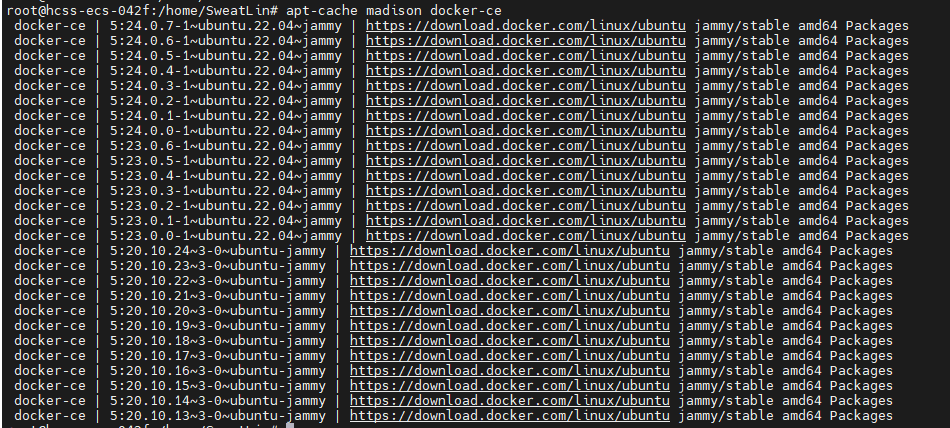 root@hcss-ecs-042f:/home/SweatLin# apt-cache madison docker-ce
docker-ce | 5:24.0.7-1~ubuntu.22.04~jammy | https://download.docker.com/linux/ubuntu jammy/stable amd64 Packages
docker-ce | 5:24.0.6-1~ubuntu.22.04~jammy | https://download.docker.com/linux/ubuntu jammy/stable amd64 Packages
docker-ce | 5:24.0.5-1~ubuntu.22.04~jammy | https://download.docker.com/linux/ubuntu jammy/stable amd64 Packages
docker-ce | 5:24.0.4-1~ubuntu.22.04~jammy | https://download.docker.com/linux/ubuntu jammy/stable amd64 Packages
docker-ce | 5:24.0.3-1~ubuntu.22.04~jammy | https://download.docker.com/linux/ubuntu jammy/stable amd64 Packages
docker-ce | 5:24.0.2-1~ubuntu.22.04~jammy | https://download.docker.com/linux/ubuntu jammy/stable amd64 Packages
docker-ce | 5:24.0.1-1~ubuntu.22.04~jammy | https://download.docker.com/linux/ubuntu jammy/stable amd64 Packages
docker-ce | 5:24.0.0-1~ubuntu.22.04~jammy | https://download.docker.com/linux/ubuntu jammy/stable amd64 Packages
docker-ce | 5:23.0.6-1~ubuntu.22.04~jammy | https://download.docker.com/linux/ubuntu jammy/stable amd64 Packages
docker-ce | 5:23.0.5-1~ubuntu.22.04~jammy | https://download.docker.com/linux/ubuntu jammy/stable amd64 Packages
docker-ce | 5:23.0.4-1~ubuntu.22.04~jammy | https://download.docker.com/linux/ubuntu jammy/stable amd64 Packages
docker-ce | 5:23.0.3-1~ubuntu.22.04~jammy | https://download.docker.com/linux/ubuntu jammy/stable amd64 Packages
docker-ce | 5:23.0.2-1~ubuntu.22.04~jammy | https://download.docker.com/linux/ubuntu jammy/stable amd64 Packages
docker-ce | 5:23.0.1-1~ubuntu.22.04~jammy | https://download.docker.com/linux/ubuntu jammy/stable amd64 Packages
docker-ce | 5:23.0.0-1~ubuntu.22.04~jammy | https://download.docker.com/linux/ubuntu jammy/stable amd64 Packages
docker-ce | 5:20.10.24~3-0~ubuntu-jammy | https://download.docker.com/linux/ubuntu jammy/stable amd64 Packages
docker-ce | 5:20.10.23~3-0~ubuntu-jammy | https://download.docker.com/linux/ubuntu jammy/stable amd64 Packages
docker-ce | 5:20.10.22~3-0~ubuntu-jammy | https://download.docker.com/linux/ubuntu jammy/stable amd64 Packages
docker-ce | 5:20.10.21~3-0~ubuntu-jammy | https://download.docker.com/linux/ubuntu jammy/stable amd64 Packages
docker-ce | 5:20.10.20~3-0~ubuntu-jammy | https://download.docker.com/linux/ubuntu jammy/stable amd64 Packages
docker-ce | 5:20.10.19~3-0~ubuntu-jammy | https://download.docker.com/linux/ubuntu jammy/stable amd64 Packages
docker-ce | 5:20.10.18~3-0~ubuntu-jammy | https://download.docker.com/linux/ubuntu jammy/stable amd64 Packages
docker-ce | 5:20.10.17~3-0~ubuntu-jammy | https://download.docker.com/linux/ubuntu jammy/stable amd64 Packages
docker-ce | 5:20.10.16~3-0~ubuntu-jammy | https://download.docker.com/linux/ubuntu jammy/stable amd64 Packages
docker-ce | 5:20.10.15~3-0~ubuntu-jammy | https://download.docker.com/linux/ubuntu jammy/stable amd64 Packages
docker-ce | 5:20.10.14~3-0~ubuntu-jammy | https://download.docker.com/linux/ubuntu jammy/stable amd64 Packages
docker-ce | 5:20.10.13~3-0~ubuntu-jammy | https://download.docker.com/linux/ubuntu jammy/stable amd64 Packages
root@hcss-ecs-042f:/home/SweatLin#